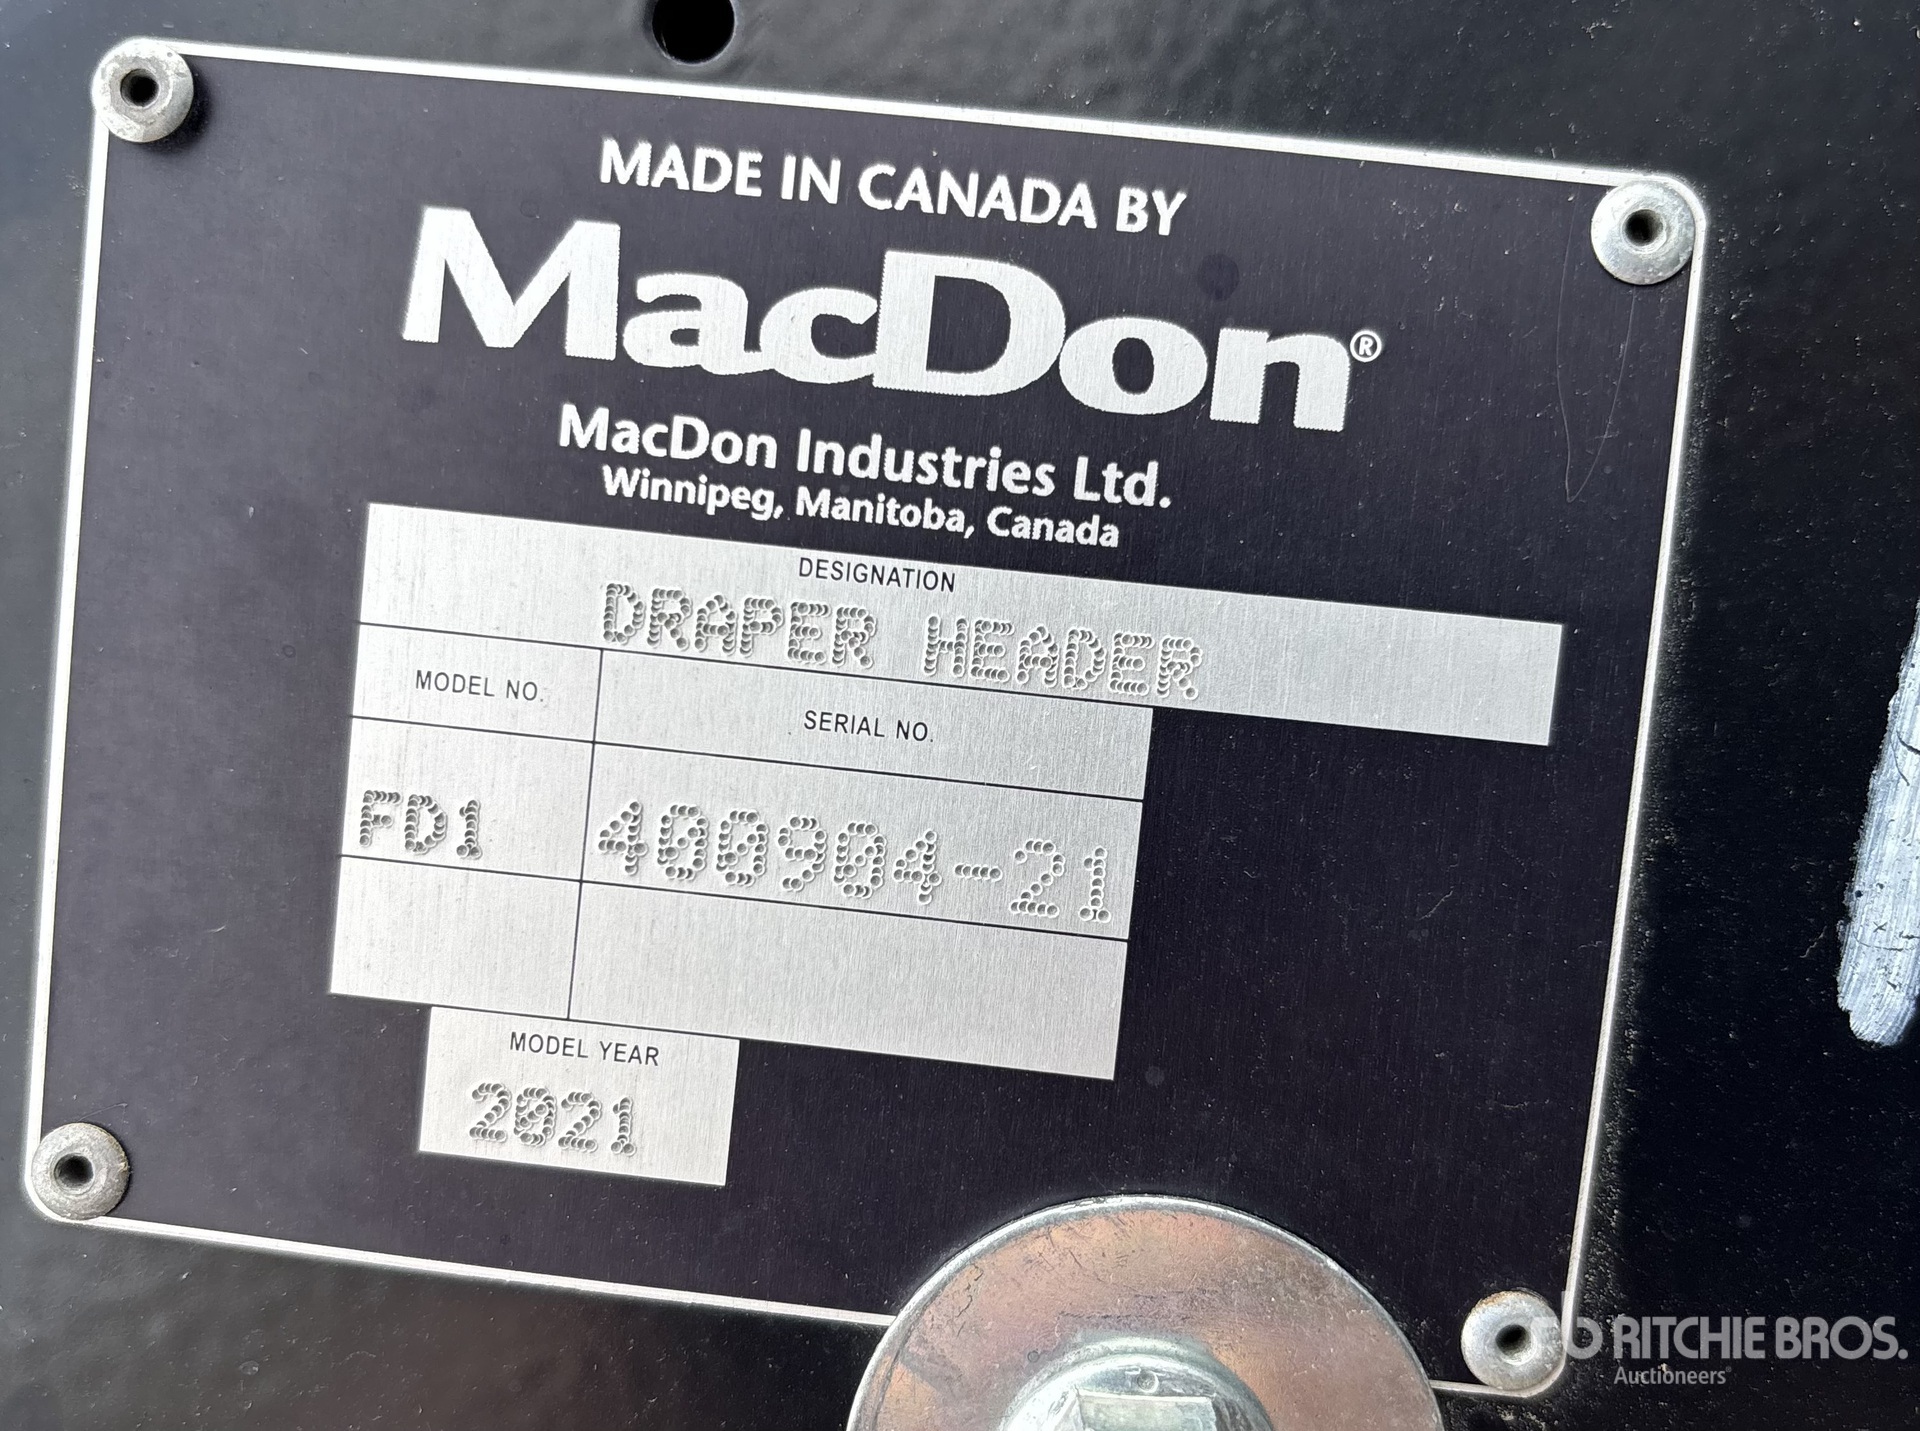 MADE IN CANADA BY
MacDon®
MacDon Industries Ltd.
Winnipeg, Manitoba, Canada
DESIGNATION
DRAPER HEADER
MODEL NO. SERIAL NO.
FD1 400904-21
MODEL YEAR
2021
RITCHIE BROS.
Auctioneers